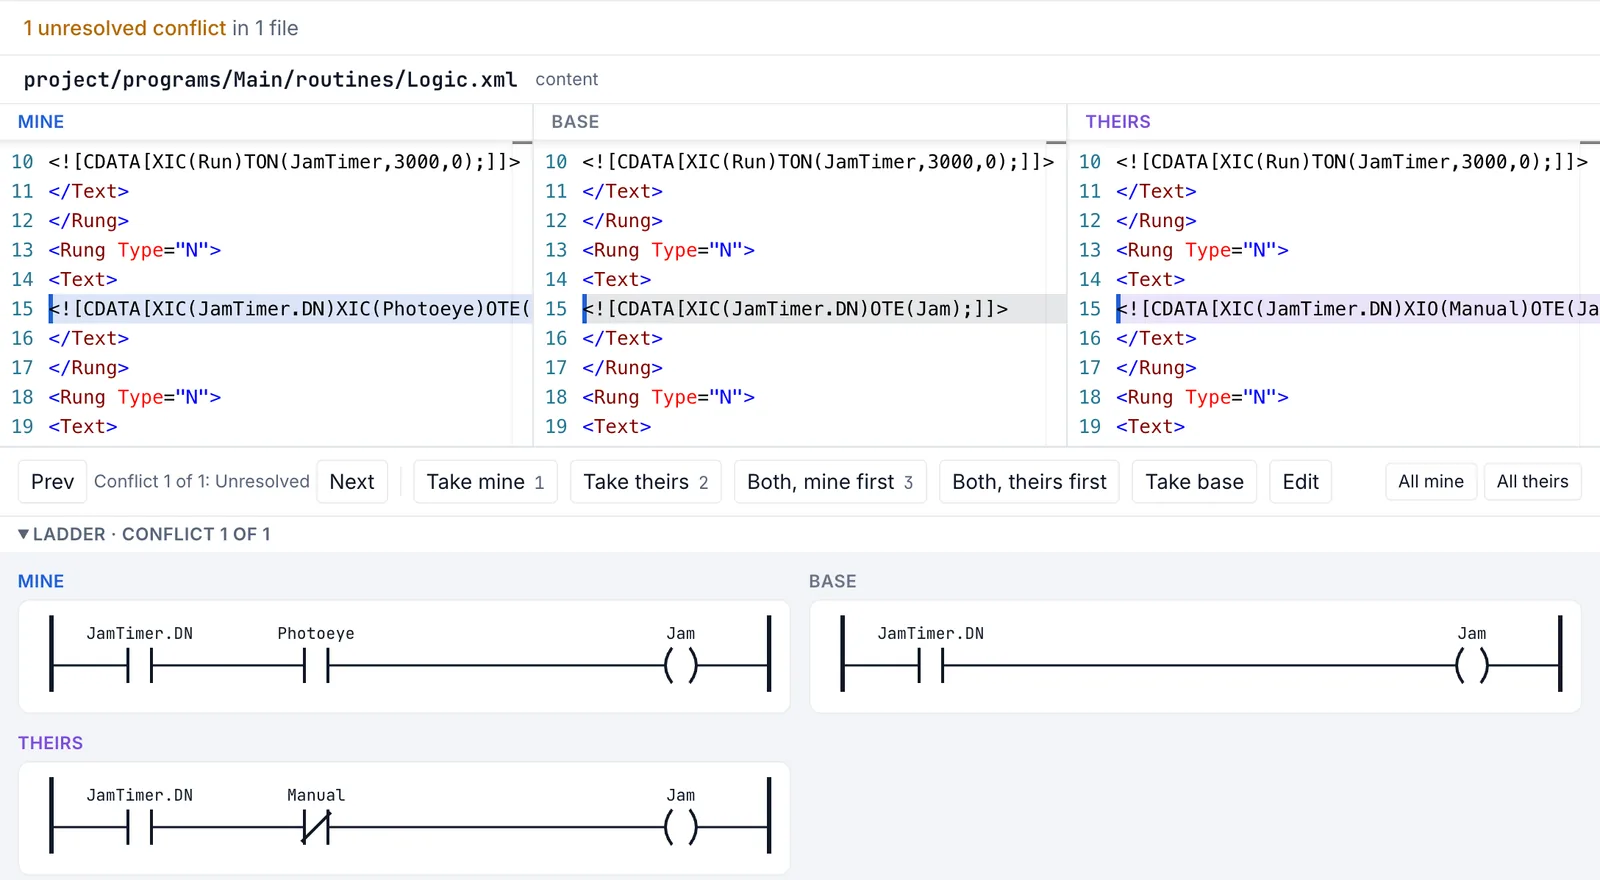 1 unresolved conflict in 1 file
project/programs/Main/routines/Logic.xml content
MINE
10 <![CDATA[XIC(Run)TON(JamTimer,3000,0);]]>
11 </Text>
12 </Rung>
13 <Rung Type="N">
14 <Text>
15 <![CDATA[XIC(JamTimer.DN)XIC(Photoeye)OTE(
16 </Text>
17 </Rung>
18 <Rung Type="N">
19 <Text>
BASE
10 <![CDATA[XIC(Run)TON(JamTimer,3000,0);]]>
11 </Text>
12 </Rung>
13 <Rung Type="N">
14 <Text>
15 <![CDATA[XIC(JamTimer.DN)OTE(Jam);]]>
16 </Text>
17 </Rung>
18 <Rung Type="N">
19 <Text>
THEIRS
10 <![CDATA[XIC(Run)TON(JamTimer,3000,0);]]>
11 </Text>
12 </Rung>
13 <Rung Type="N">
14 <Text>
15 <![CDATA[XIC(JamTimer.DN)XIO(Manual)OTE(Ja
16 </Text>
17 </Rung>
18 <Rung Type="N">
19 <Text>
Prev Conflict 1 of 1: Unresolved Next Take mine 1 Take theirs 2 Both, mine first 3 Both, theirs first Take base Edit All mine All theirs
▼ LADDER · CONFLICT 1 OF 1
MINE
JamTimer.DN Photoeye Jam
BASE
JamTimer.DN Jam
THEIRS
JamTimer.DN Manual Jam